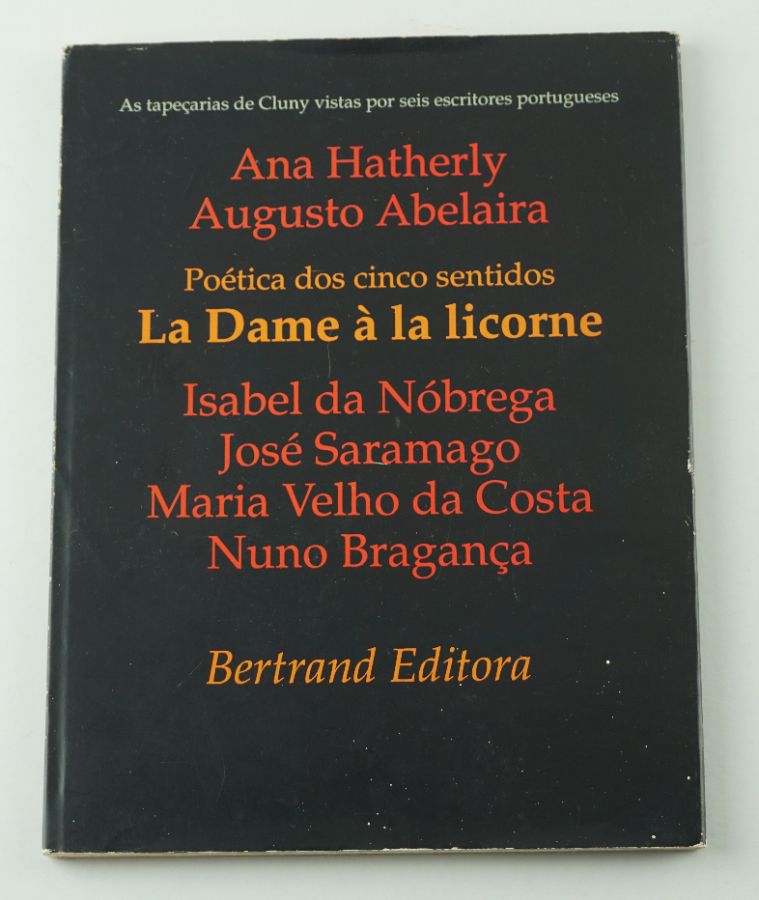 As tapeçarias de Cluny vistas por seis escritores portugueses
Ana Hatherly
Augusto Abelaira
Poética dos cinco sentidos
La Dame à la licorne
Isabel da Nóbrega
José Saramago
Maria Velho da Costa
Nuno Bragança
Bertrand Editora